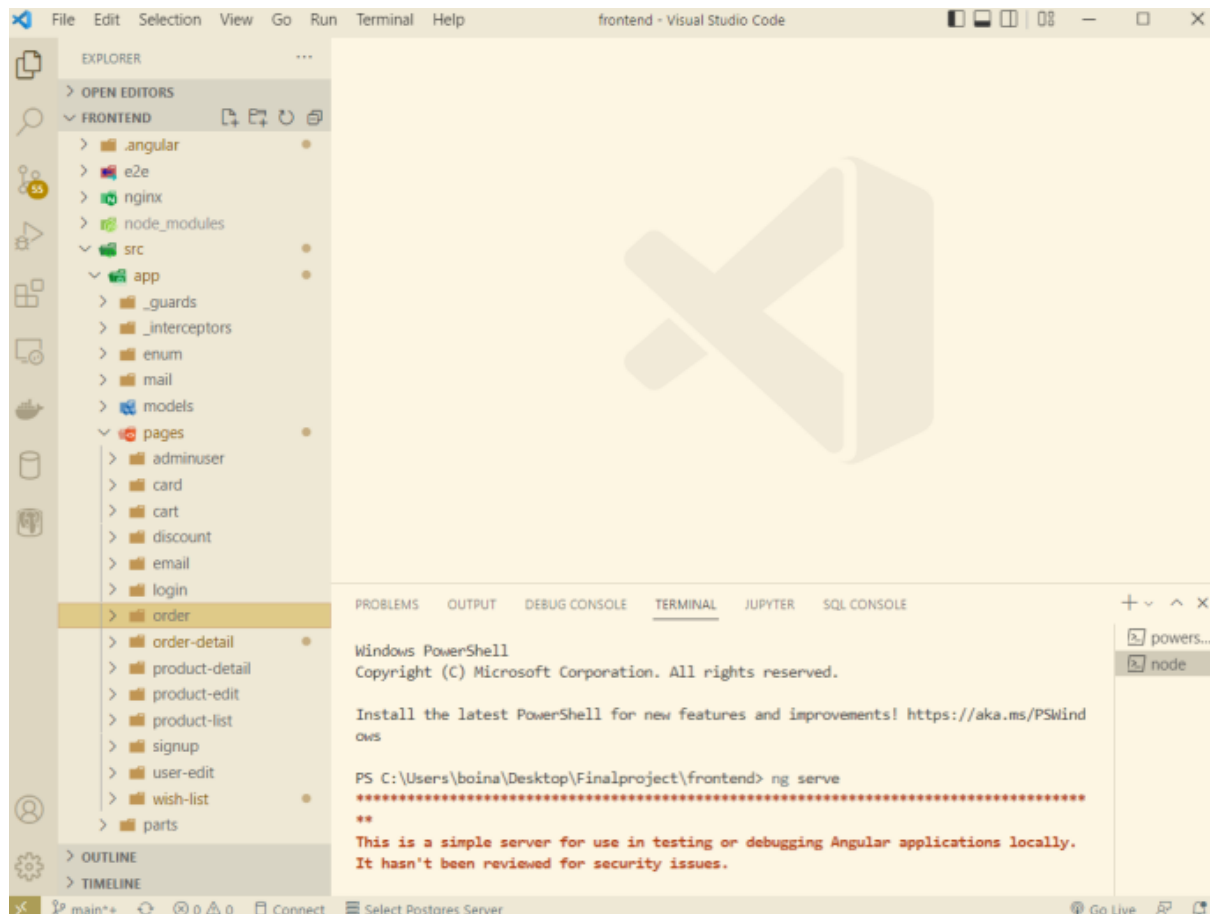 File Edit Selection View Go Run Terminal Help frontend - Visual Studio Code
EXPLORER
OPEN EDITORS
FRONTEND
.angular
e2e
nginx
node_modules
src
app
_guards
_interceptors
enum
mail
models
pages
adminuser
card
cart
discount
email
login
order
order-detail
product-detail
product-edit
product-list
signup
user-edit
wish-list
parts
OUTLINE
TIMELINE
55
PROBLEMS OUTPUT DEBUG CONSOLE TERMINAL JUPYTER SQL CONSOLE
powers...
node
Windows PowerShell
Copyright (C) Microsoft Corporation. All rights reserved.
Install the latest PowerShell for new features and improvements! https://aka.ms/PSWind
ows
PS C:\Users\boina\Desktop\Finalproject\frontend> ng serve
**************************************************************************************
**
This is a simple server for use in testing or debugging Angular applications locally.
It hasn't been reviewed for security issues.
main*+ 0 0 Connect Select Postgres Server Go Live